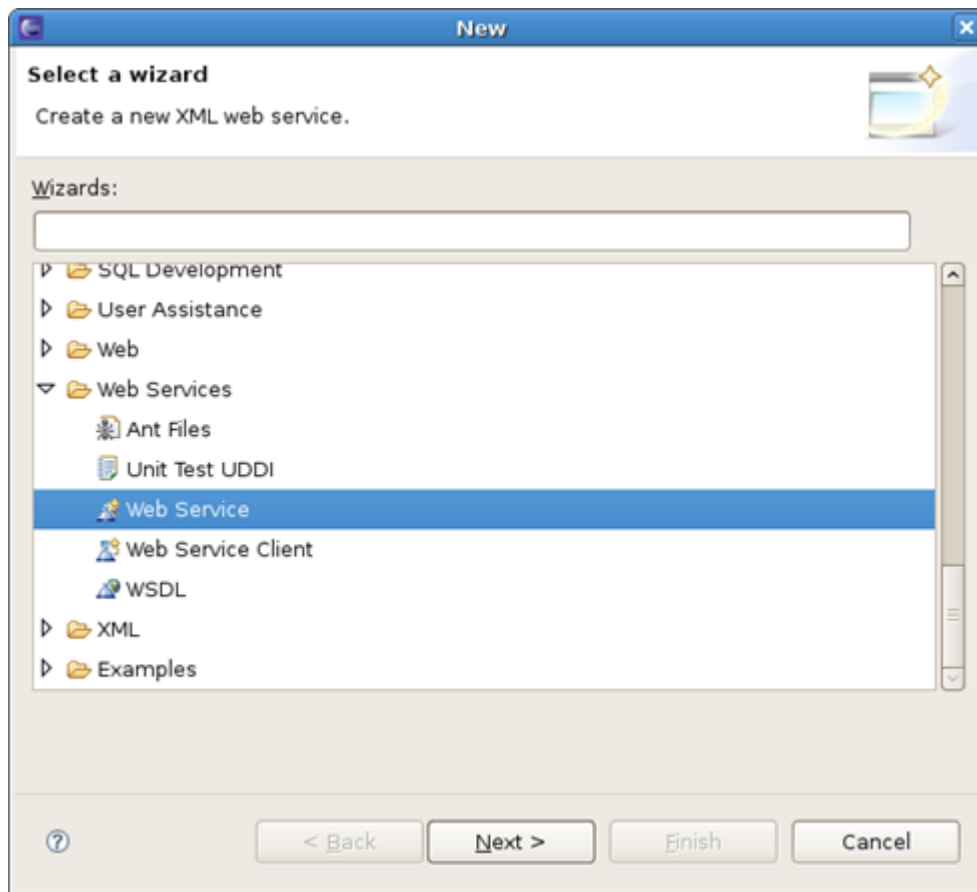 New
Select a wizard
Create a new XML web service.
Wizards:
SQL Development
User Assistance
Web
Web Services
Ant Files
Unit Test UDDI
Web Service
Web Service Client
WSDL
XML
Examples
< Back Next > Finish Cancel